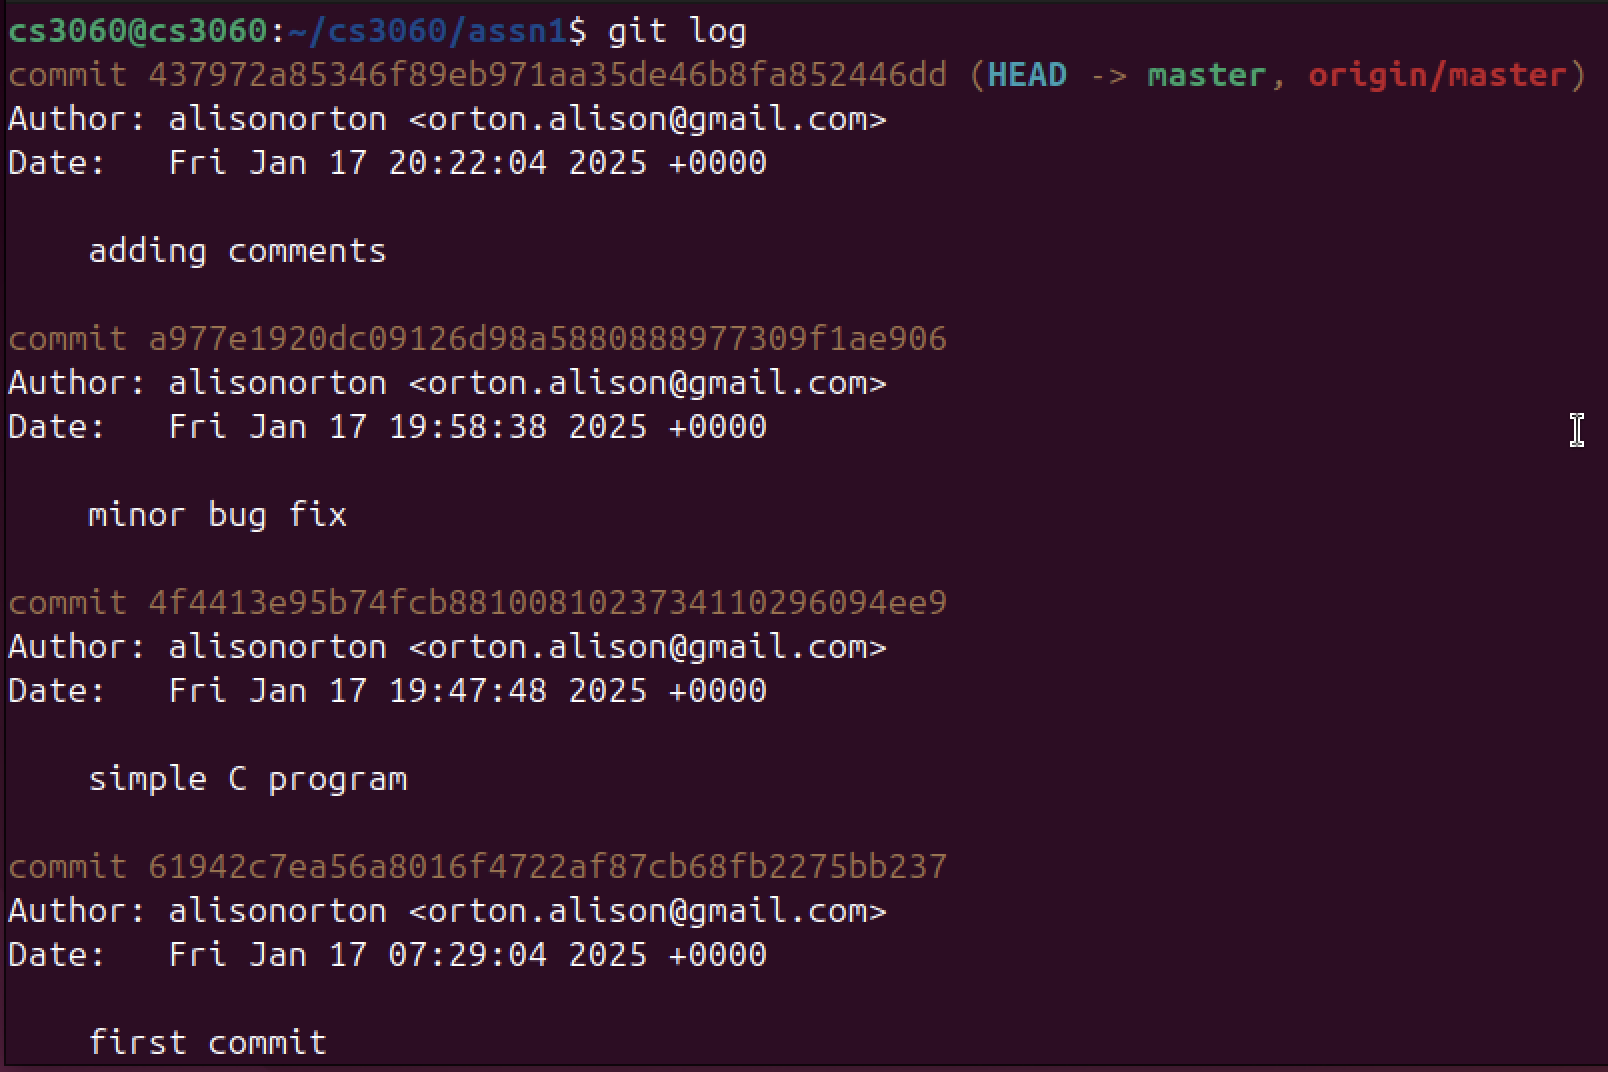 cs3060@cs3060:~/cs3060/assn1$ git log
commit 437972a85346f89eb971aa35de46b8fa852446dd (HEAD -> master, origin/master)
Author: alisonorton <orton.alison@gmail.com>
Date:   Fri Jan 17 20:22:04 2025 +0000
    adding comments
commit a977e1920dc09126d98a5880888977309f1ae906
Author: alisonorton <orton.alison@gmail.com>
Date:   Fri Jan 17 19:58:38 2025 +0000
    minor bug fix
commit 4f4413e95b74fcb8810081023734110296094ee9
Author: alisonorton <orton.alison@gmail.com>
Date:   Fri Jan 17 19:47:48 2025 +0000
    simple C program
commit 61942c7ea56a8016f4722af87cb68fb2275bb237
Author: alisonorton <orton.alison@gmail.com>
Date:   Fri Jan 17 07:29:04 2025 +0000
    first commit